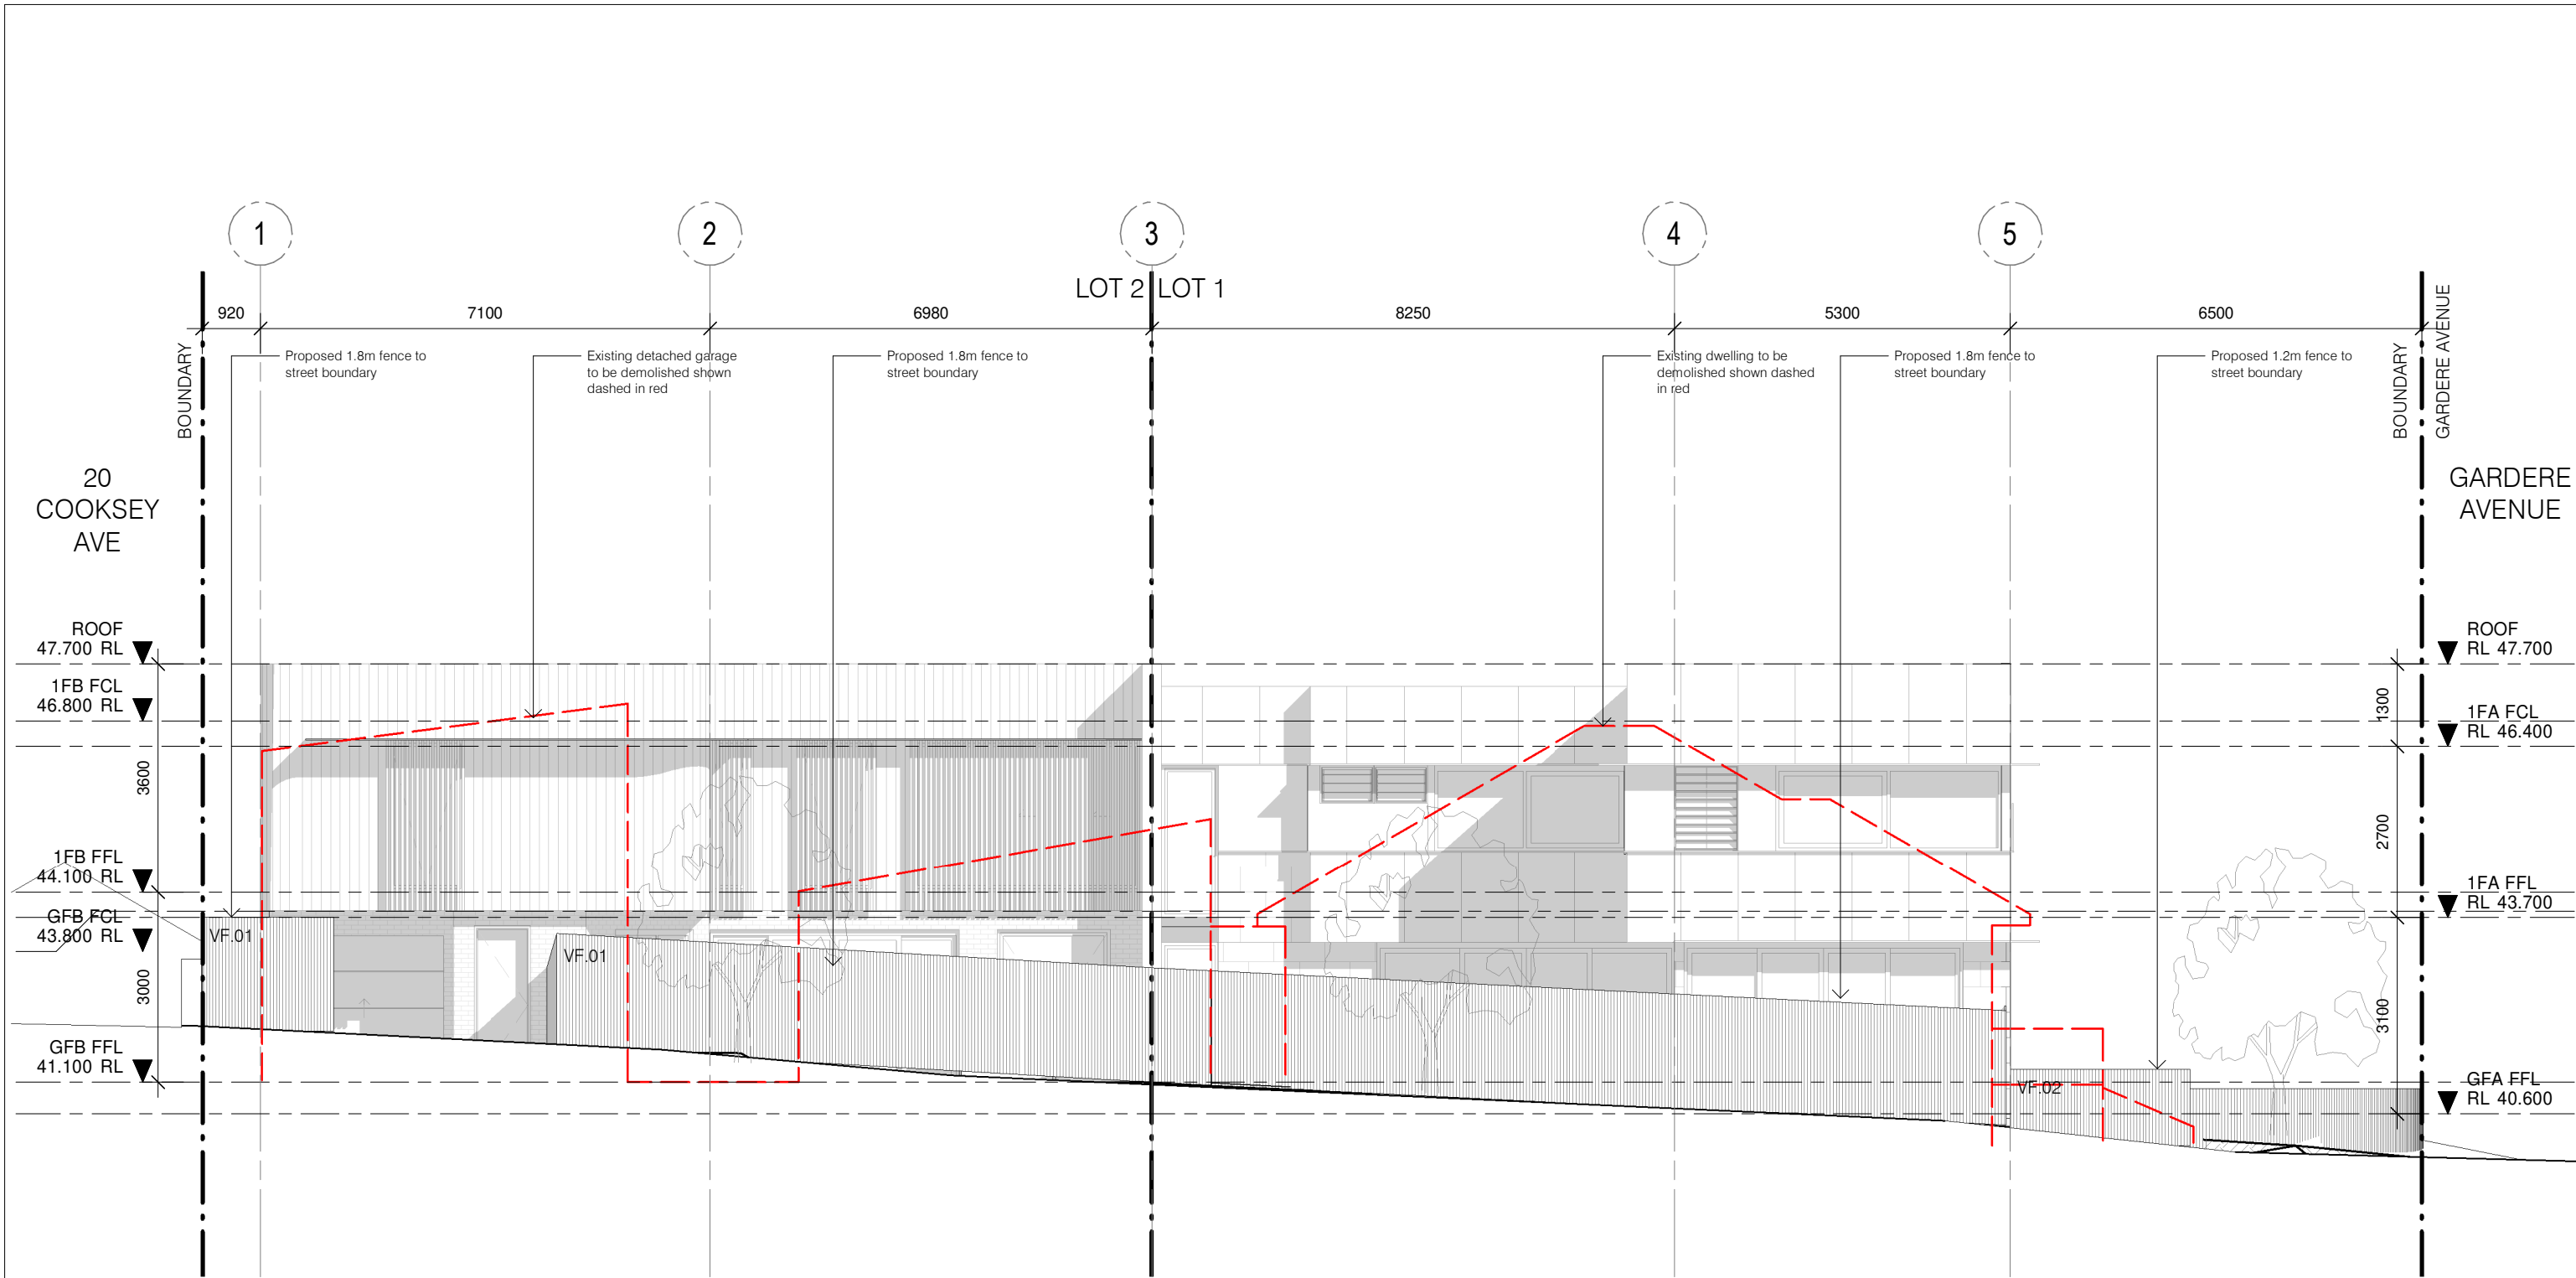 1
2
3
4
5
LOT 2
LOT 1
920
7100
6980
8250
5300
6500
BOUNDARY
Proposed 1.8m fence to
street boundary
Existing detached garage
to be demolished shown
dashed in red
Proposed 1.8m fence to
street boundary
Existing dwelling to be
demolished shown dashed
in red
Proposed 1.8m fence to
street boundary
Proposed 1.2m fence to
street boundary
BOUNDARY
GARDERE AVENUE
20
COOKSEY
AVE
GARDERE
AVENUE
ROOF
47.700 RL
1FB FCL
46.800 RL
3600
1FB FFL
44.100 RL
GFB FCL
43.800 RL
3000
GFB FFL
41.100 RL
VF.01
VF.01
VF.02
ROOF
RL 47.700
1300
1FA FCL
RL 46.400
2700
1FA FFL
RL 43.700
3100
GFA FFL
RL 40.600